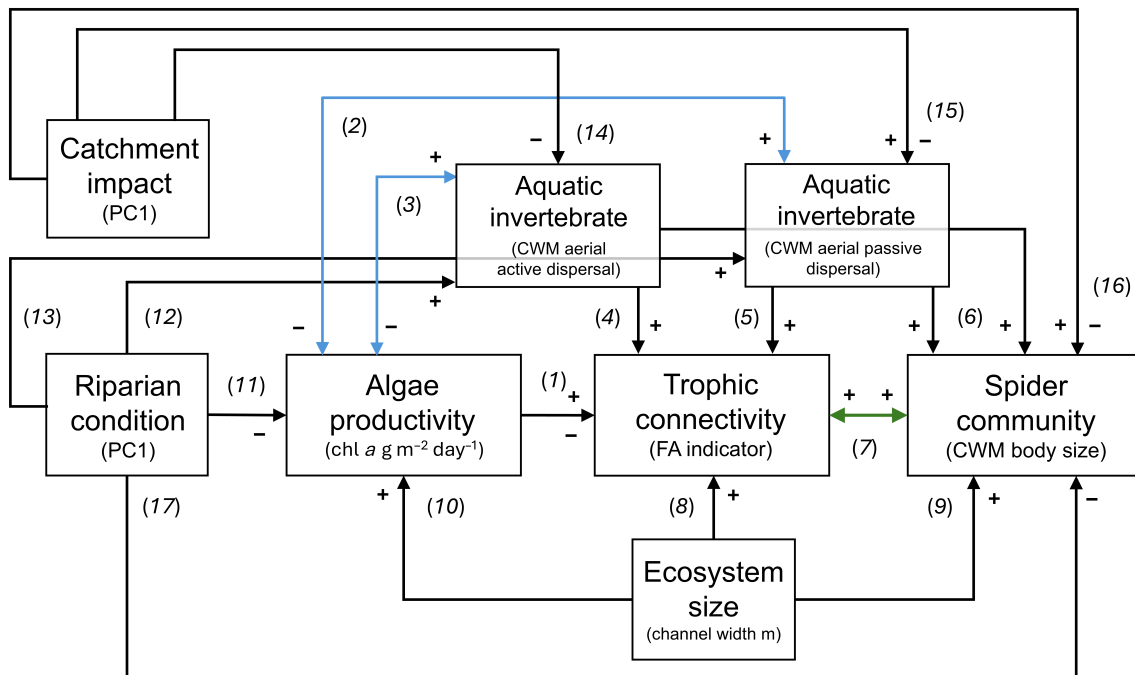 (2)
(14)
(15)
+
–
+
+
–
Catchment
impact
(PC1)
Aquatic
invertebrate
(CWM aerial
active dispersal)
Aquatic
invertebrate
(CWM aerial passive
dispersal)
(3)
+
+
(13)
(12)
–
–
(4)
+
(5)
+
+
(6)
+
+
–
(16)
Riparian
condition
(PC1)
(11)
–
Algae
productivity
(chl a g m⁻² day⁻¹)
(1)
+
–
Trophic
connectivity
(FA indicator)
+ +
(7)
Spider
community
(CWM body size)
(17)
+
(10)
(8)
+
(9)
+
–
Ecosystem
size
(channel width m)